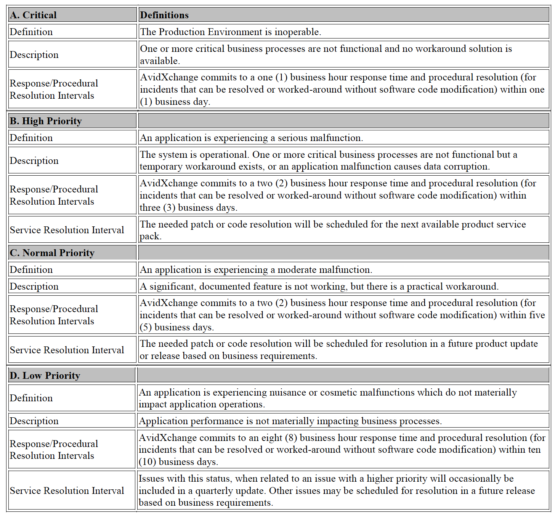 A. Critical
Definitions
Definition
The Production Environment is inoperable.
Description
One or more critical business processes are not functional and no workaround solution is
available.
Response/Procedural
Resolution Intervals
AvidXchange commits to a one (1) business hour response time and procedural resolution (for
incidents that can be resolved or worked-around without software code modification) within one
(1) business day.
B. High Priority
Definition
An application is experiencing a serious malfunction.
Description
The system is operational. One or more critical business processes are not functional but a
temporary workaround exists, or an application malfunction causes data corruption.
Response/Procedural
Resolution Intervals
AvidXchange commits to a two (2) business hour response time and procedural resolution (for
incidents that can be resolved or worked-around without software code modification) within
three (3) business days.
Service Resolution Interval
The needed patch or code resolution will be scheduled for the next available product service
pack.
C. Normal Priority
Definition
An application is experiencing a moderate malfunction.
Description
A significant, documented feature is not working, but there is a practical workaround.
Response/Procedural
Resolution Intervals
AvidXchange commits to a two (2) business hour response time and procedural resolution (for
incidents that can be resolved or worked-around without software code modification) within five
(5) business days.
Service Resolution Interval
The needed patch or code resolution will be scheduled for resolution in a future product update
or release based on business requirements.
D. Low Priority
Definition
An application is experiencing nuisance or cosmetic malfunctions which do not materially
impact application operations.
Description
Application performance is not materially impacting business processes.
Response/Procedural
Resolution Intervals
AvidXchange commits to an eight (8) business hour response time and procedural resolution (for
incidents that can be resolved or worked-around without software code modification) within ten
(10) business days.
Service Resolution Interval
Issues with this status, when related to an issue with a higher priority will occasionally be
included in a quarterly update. Other issues may be scheduled for resolution in a future release
based on business requirements.